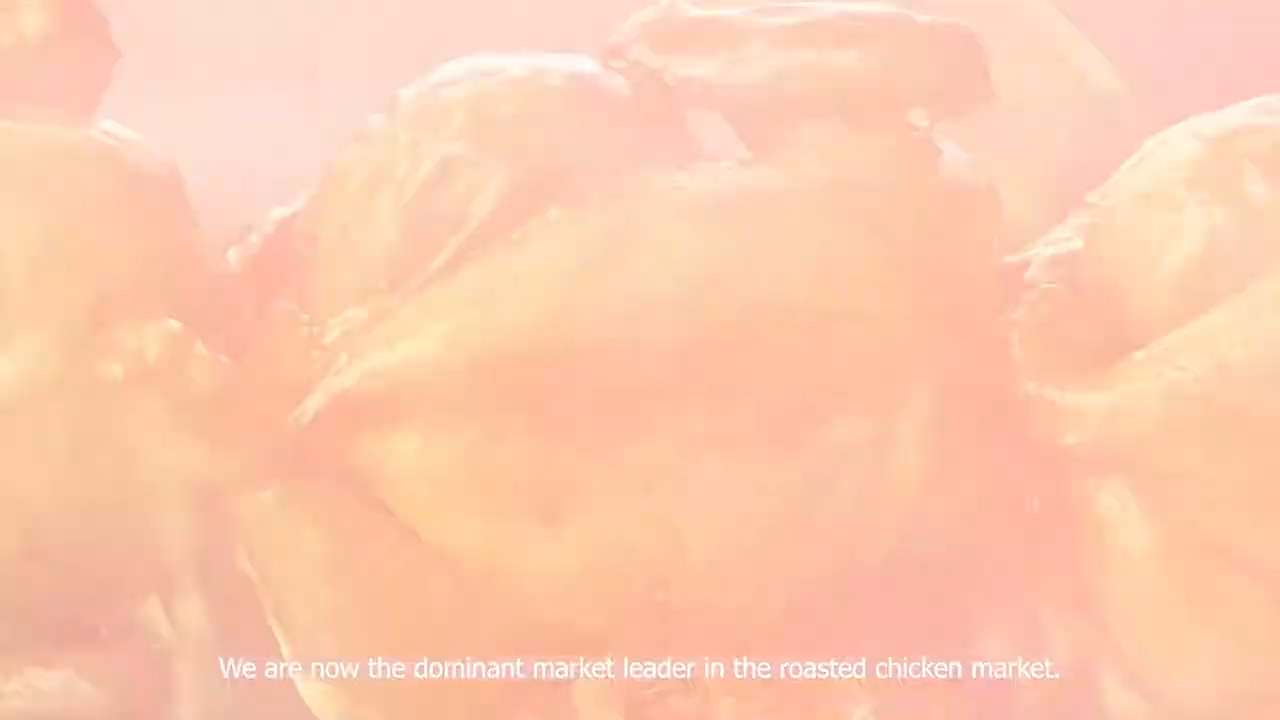 We are now the dominant market leader in the roasted chicken market.